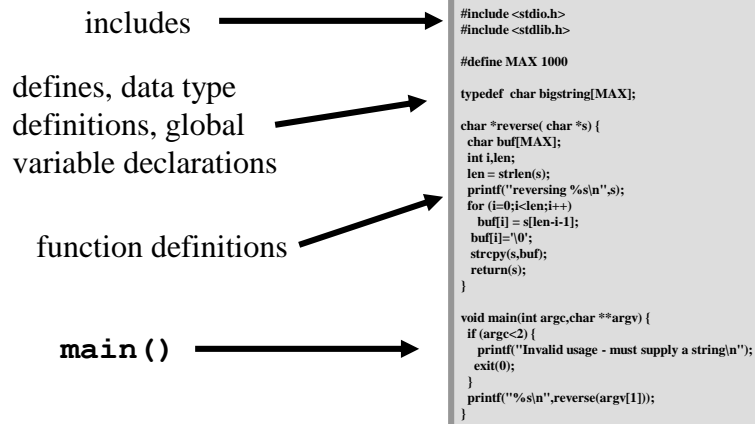 includes
defines, data type
definitions, global
variable declarations
function definitions
main()
#include <stdio.h>
#include <stdlib.h>
#define MAX 1000
typedef  char bigstring[MAX];
char *reverse( char *s) {
char buf[MAX];
int i,len;
len = strlen(s);
printf("reversing %s\n",s);
for (i=0;i<len;i++)
buf[i] = s[len-i-1];
buf[i]='\0';
strcpy(s,buf);
return(s);
}
void main(int argc,char **argv) {
if (argc<2) {
printf("Invalid usage - must supply a string\n");
exit(0);
}
printf("%s\n",reverse(argv[1]));
}